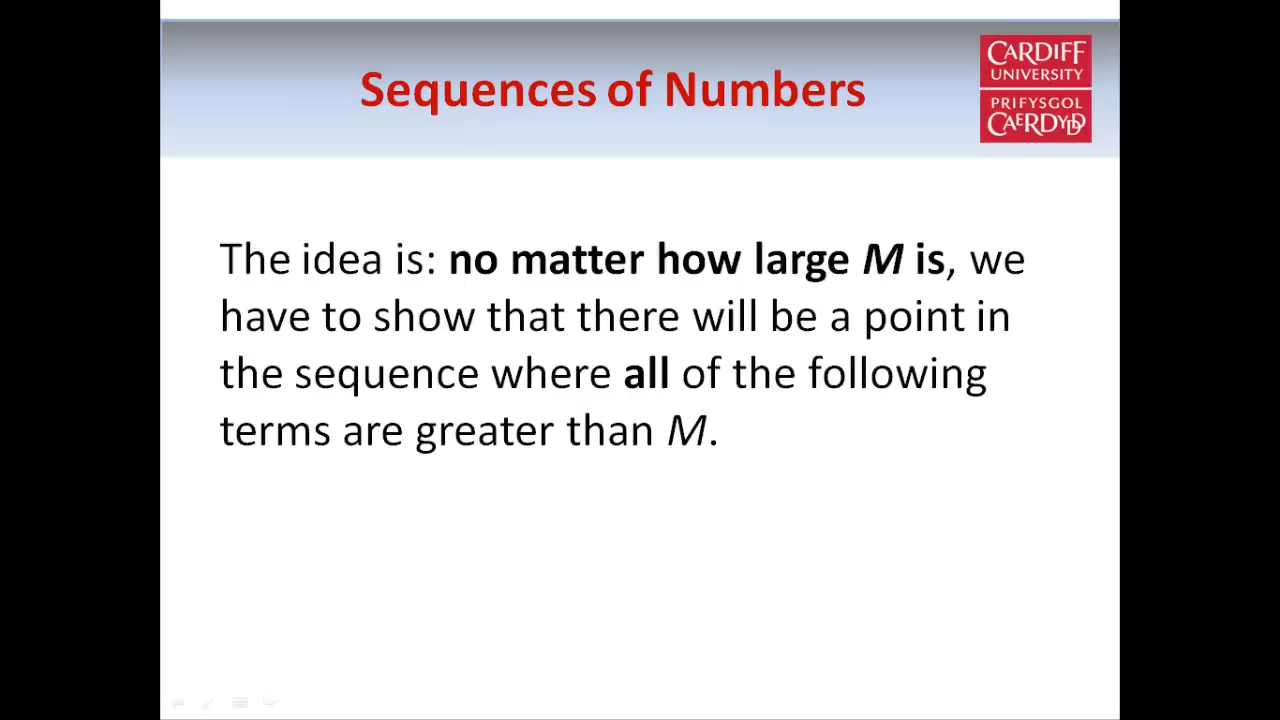 Sequences of Numbers
CARDIFF
UNIVERSITY
PRIFYSGOL
CAERDYDD
The idea is: no matter how large M is, we
have to show that there will be a point in
the sequence where all of the following
terms are greater than M.